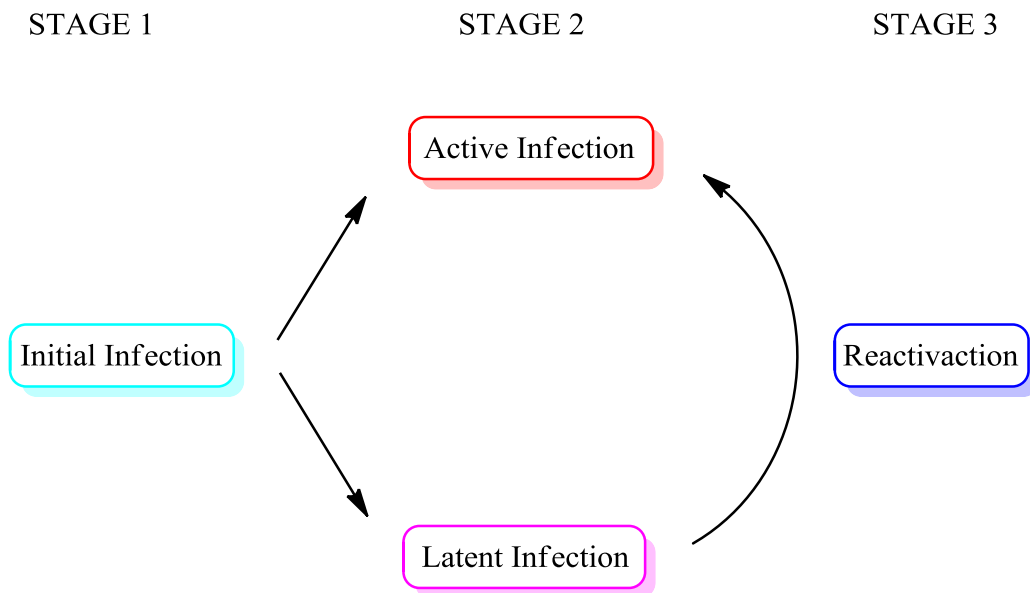 STAGE 1
STAGE 2
STAGE 3
Active Infection
Initial Infection
Reactivaction
Latent Infection